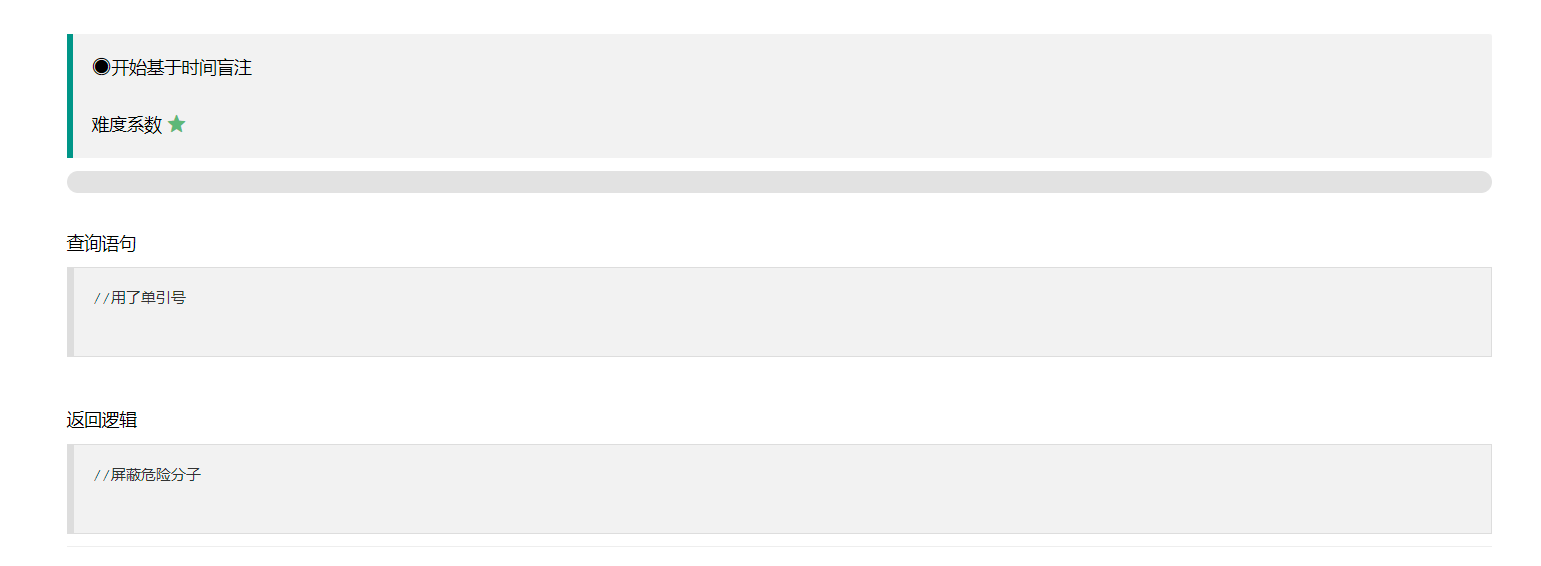 ◉开始基于时间盲注
难度系数 ★
查询语句
//用了单引号
返回逻辑
//屏蔽危险分子